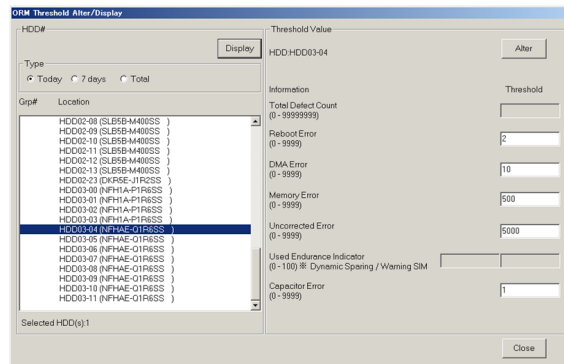 ORM Threshold Alter/Display
HDD#
Display
Type
Today 7 days Total
Grp# Location
HDD02-08 (SLB5B-M400SS )
HDD02-09 (SLB5B-M400SS )
HDD02-10 (SLB5B-M400SS )
HDD02-11 (SLB5B-M400SS )
HDD02-12 (SLB5B-M400SS )
HDD02-13 (SLB5B-M400SS )
HDD02-23 (DKR5E-J1R2SS )
HDD03-00 (NFH1A-P1R6SS )
HDD03-01 (NFH1A-P1R6SS )
HDD03-02 (NFH1A-P1R6SS )
HDD03-03 (NFH1A-P1R6SS )
HDD03-04 (NFHAE-Q1R6SS )
HDD03-05 (NFHAE-Q1R6SS )
HDD03-06 (NFHAE-Q1R6SS )
HDD03-07 (NFHAE-Q1R6SS )
HDD03-08 (NFHAE-Q1R6SS )
HDD03-09 (NFHAE-Q1R6SS )
HDD03-10 (NFHAE-Q1R6SS )
HDD03-11 (NFHAE-Q1R6SS )
Selected HDD(s):1
Threshold Value
HDD:HDD03-04
Alter
Information Threshold
Total Defect Count
(0 - 99999999)
Reboot Error
(0 - 9999)
2
DMA Error
(0 - 9999)
10
Memory Error
(0 - 9999)
500
Uncorrected Error
(0 - 9999)
5000
Used Endurance Indicator
(0 - 100) ※ Dynamic Sparing / Warning SIM
Capacitor Error
(0 - 9999)
1
Close